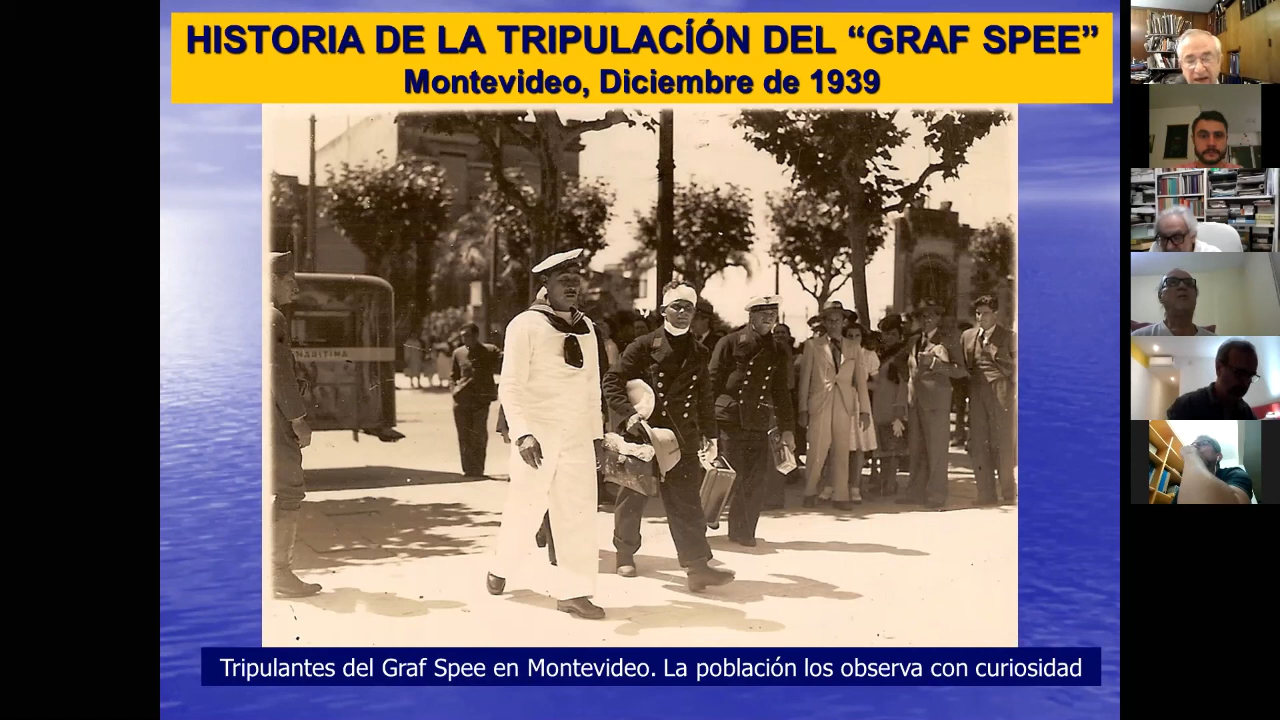 HISTORIA DE LA TRIPULACÍÓN DEL “GRAF SPEE”
Montevideo, Diciembre de 1939
MARITIMA
Tripulantes del Graf Spee en Montevideo. La población los observa con curiosidad